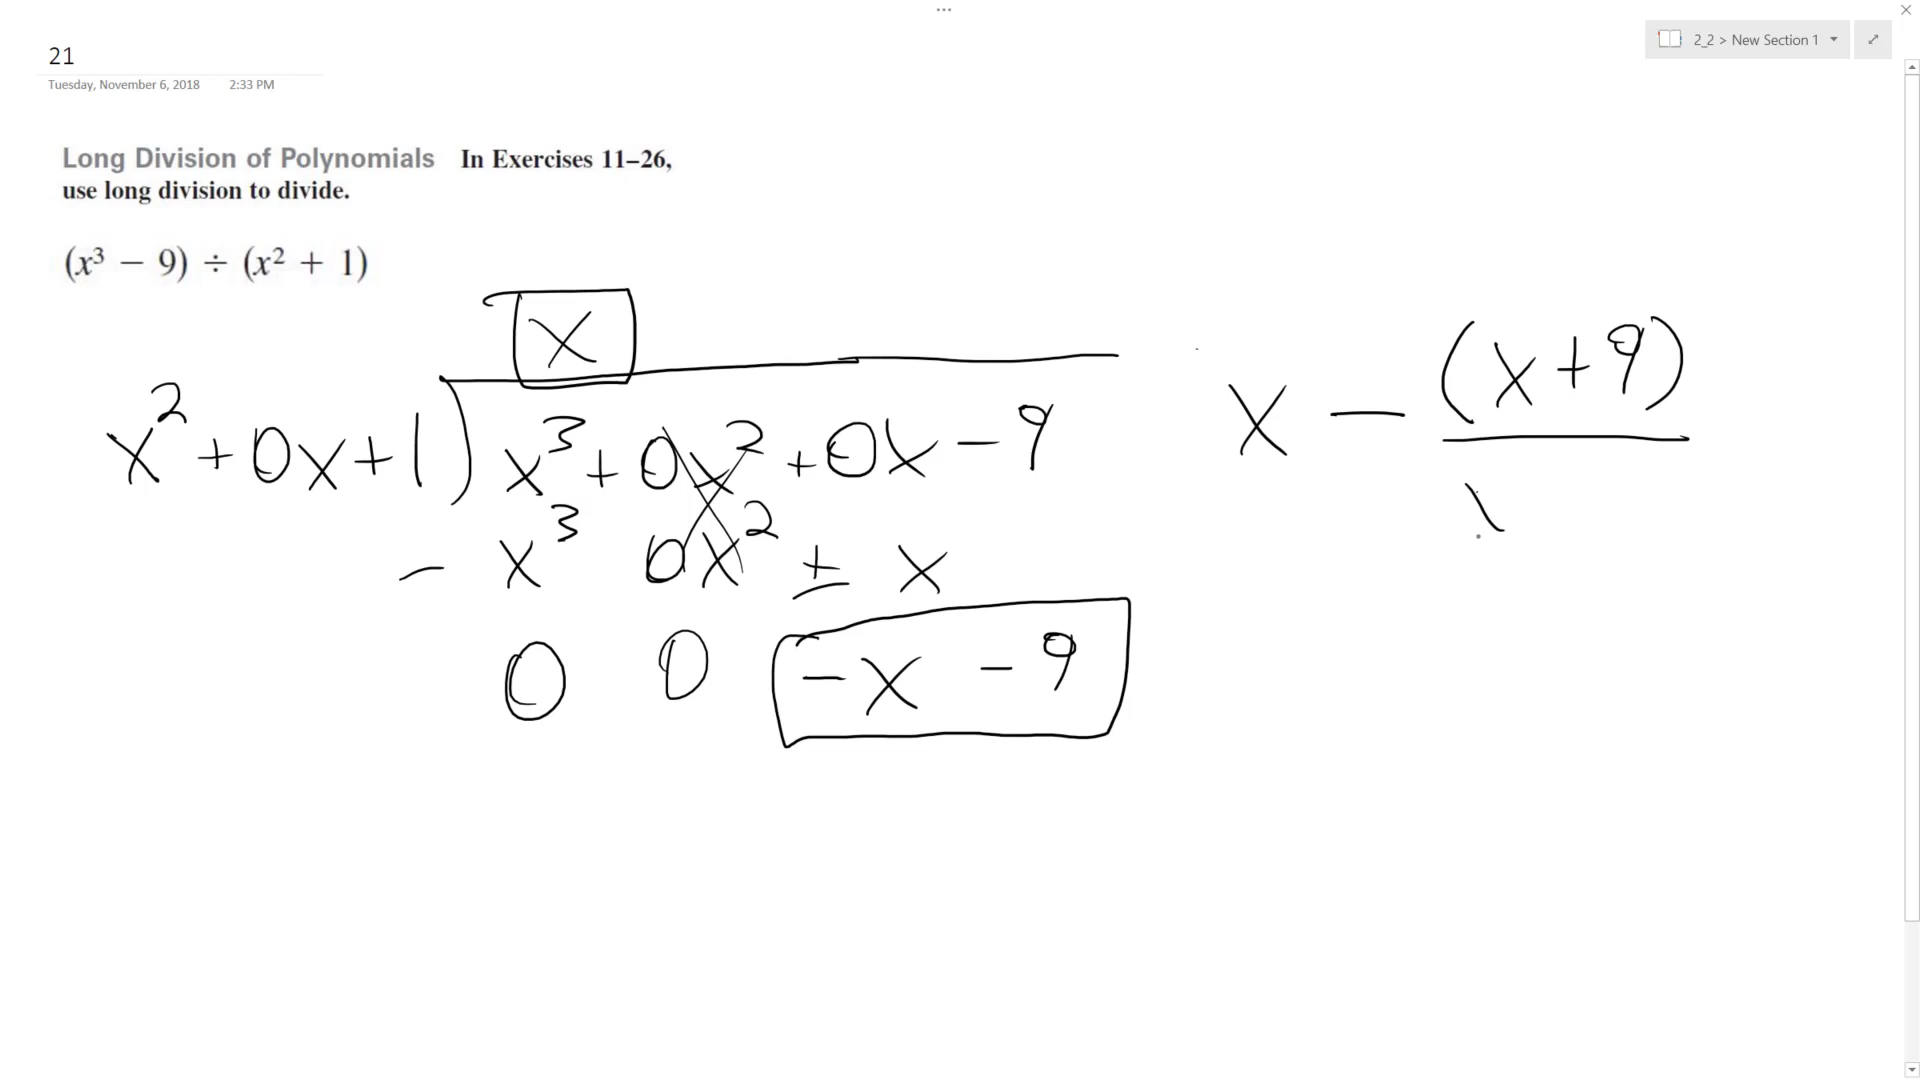 2_2 > New Section 1
21
Tuesday, November 6, 2018 2:33 PM
Long Division of Polynomials In Exercises 11–26,
use long division to divide.
(x³ − 9) ÷ (x² + 1)
x
x² + 0x + 1) x³ + 0x² + 0x − 9
− x³ 0x² + x
0 0 −x − 9
x − (x + 9)